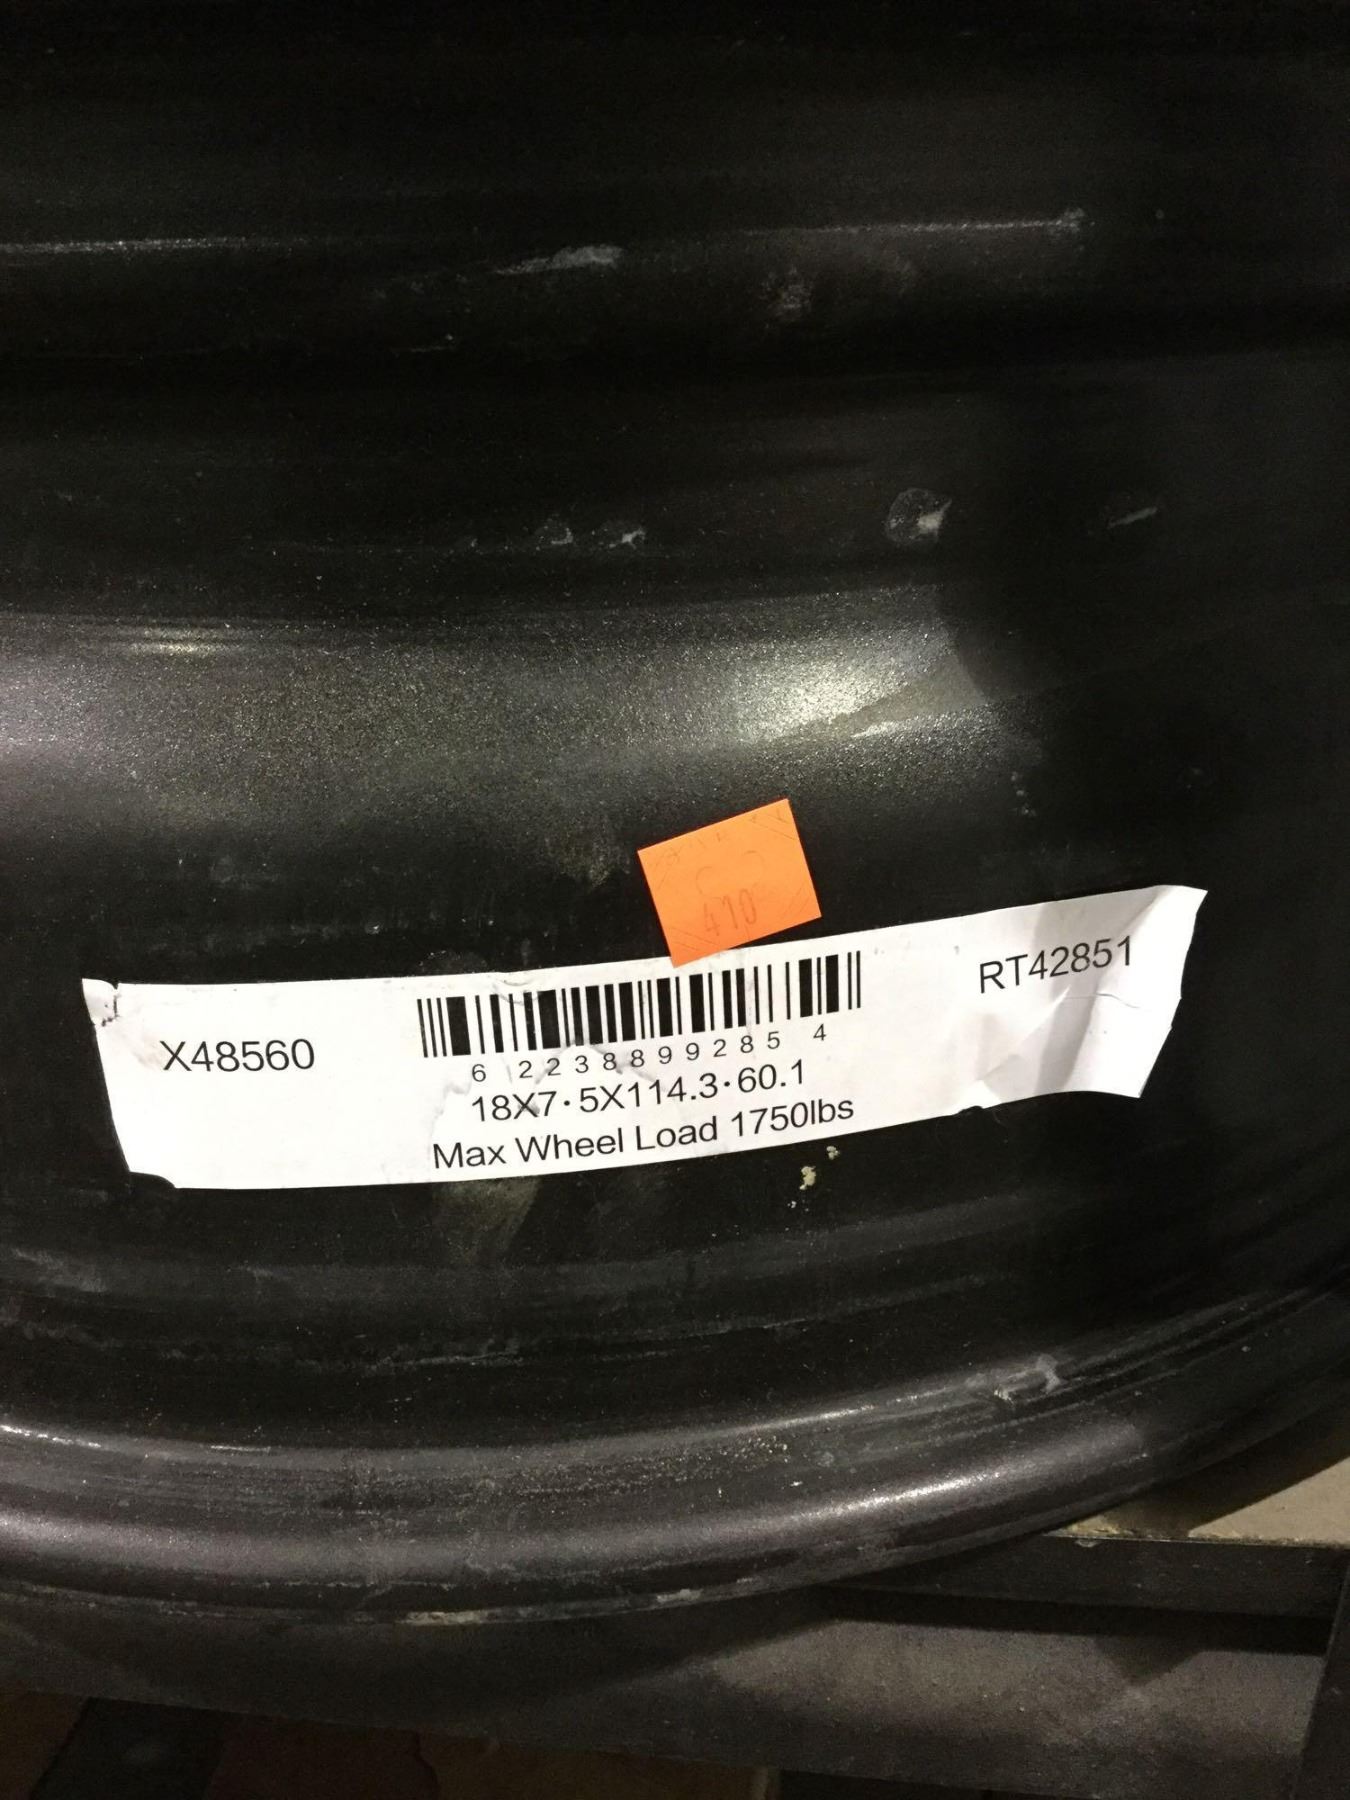 410
X48560
RT42851
6 22388 99285 4
18X7·5X114.3·60.1
Max Wheel Load 1750lbs